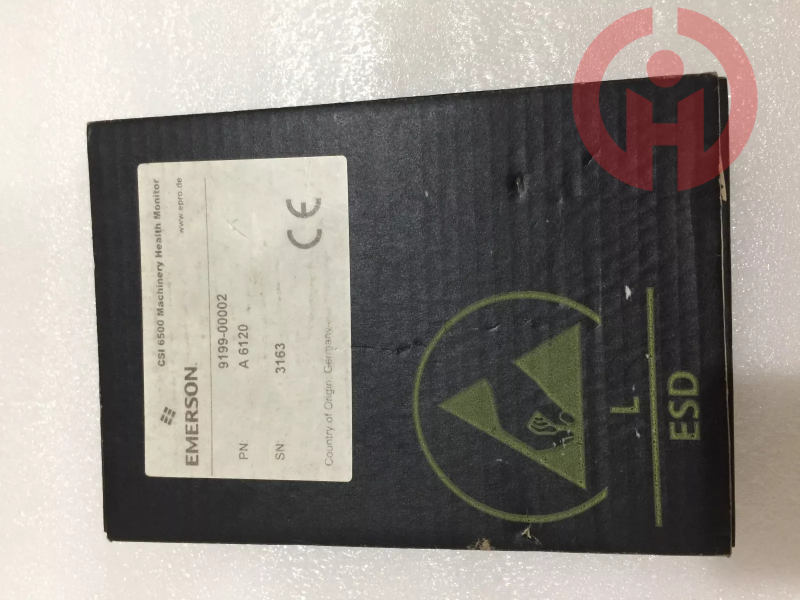 CSI 6500 Machinery Health Monitor
www.epro.de
EMERSON.
9199-00002
PN A 6120
SN: 3163
Country of Origin: Germany
CE
L
ESD